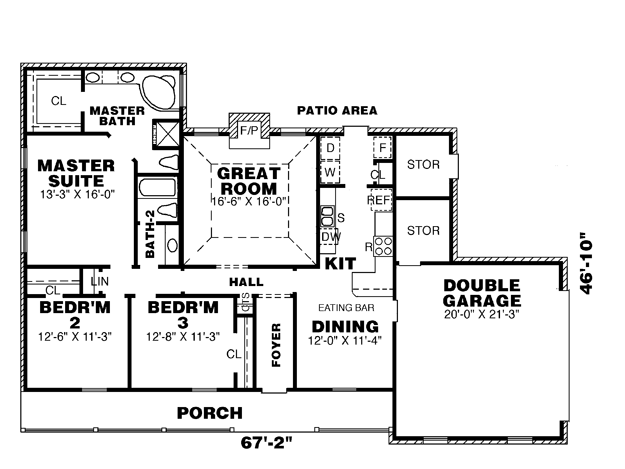 PATIO AREA
CL
MASTER
BATH
F/P
D
F
W
CL
STOR
MASTER
SUITE
13'-3" X 16'-0"
GREAT
ROOM
16'-6" X 16'-0"
REF.
S
DW
R
STOR
BATH-2
KIT
46'-10"
CL
LIN
HALL
DOUBLE
GARAGE
20'-0" X 21'-3"
BEDR'M
2
12'-6" X 11'-3"
BEDR'M
3
12'-8" X 11'-3"
CL
FOYER
EATING BAR
DINING
12'-0" X 11'-4"
PORCH
67'-2"